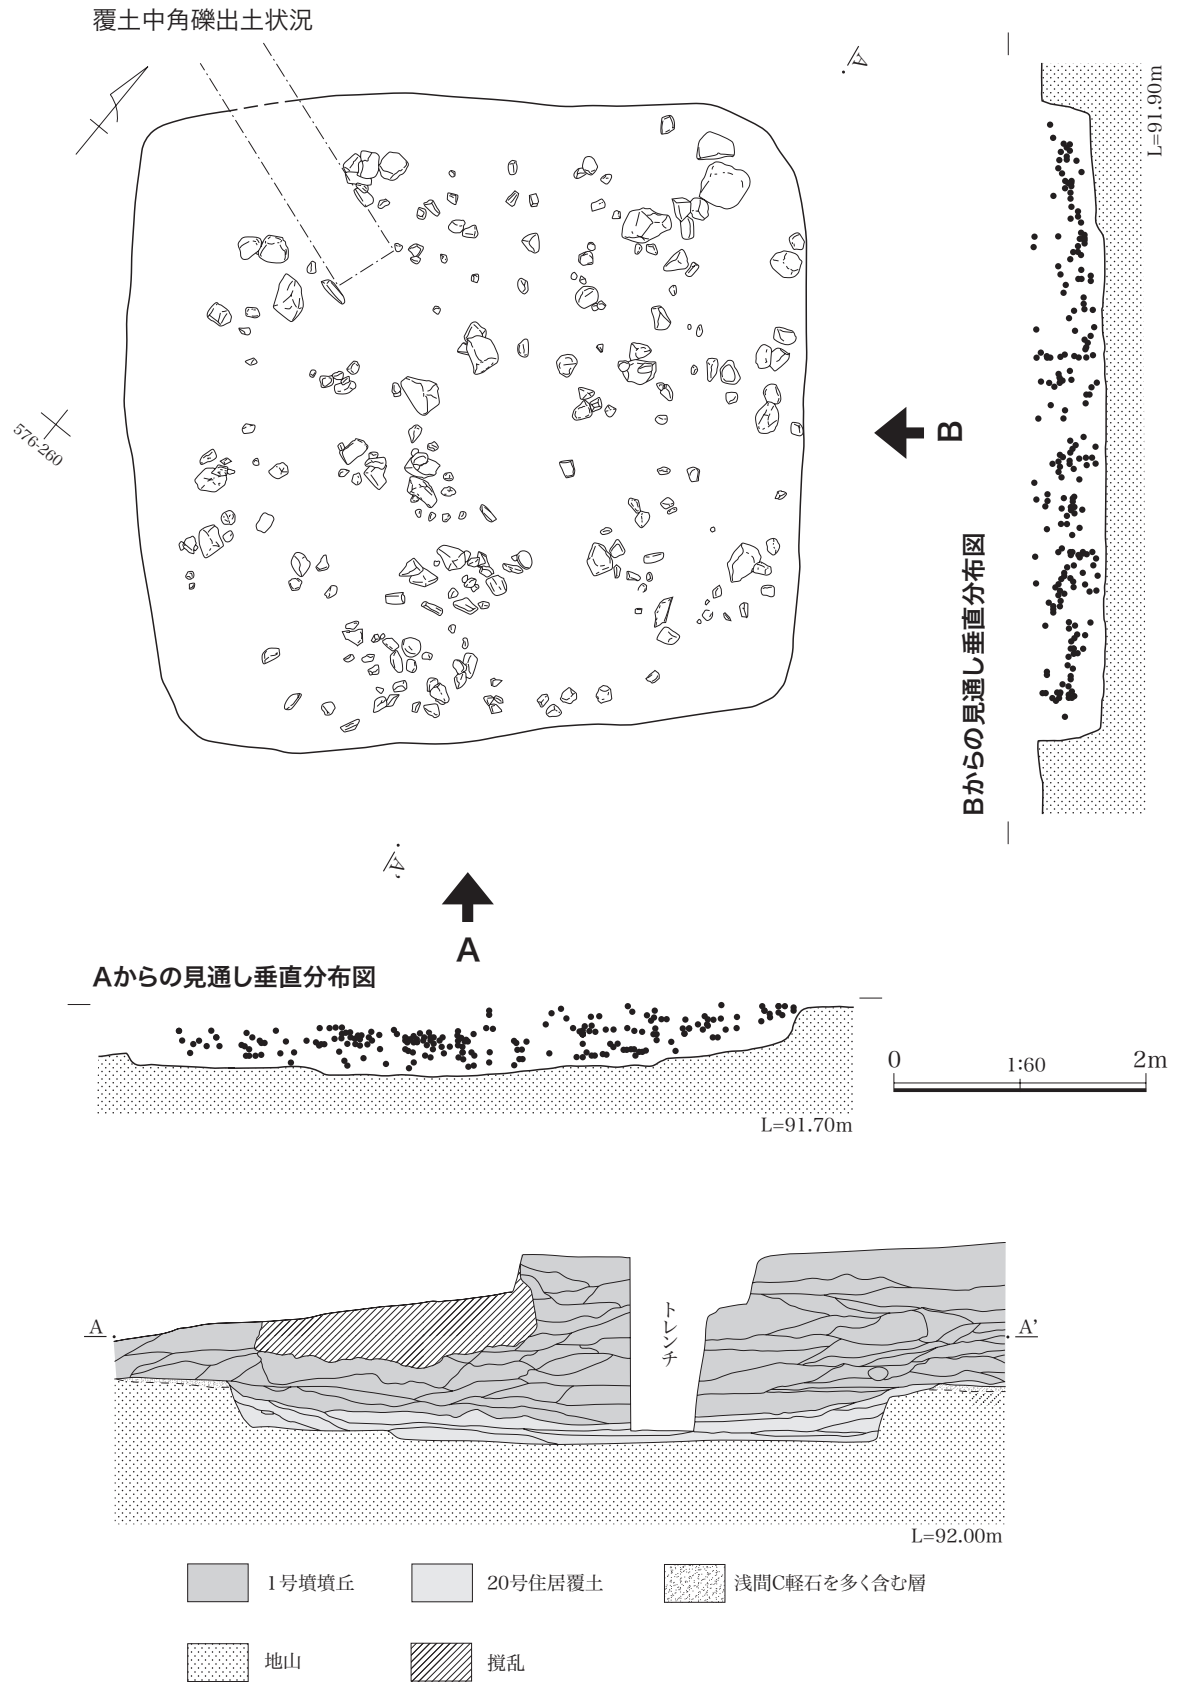 覆土中角礫出土状況
A
L=91.90m
576-260
B
Bからの見通し垂直分布図
A'
A
Aからの見通し垂直分布図
0
1:60
2m
L=91.70m
トレンチ
A
A'
L=92.00m
1号墳墳丘
20号住居覆土
浅間C軽石を多く含む層
地山
撹乱